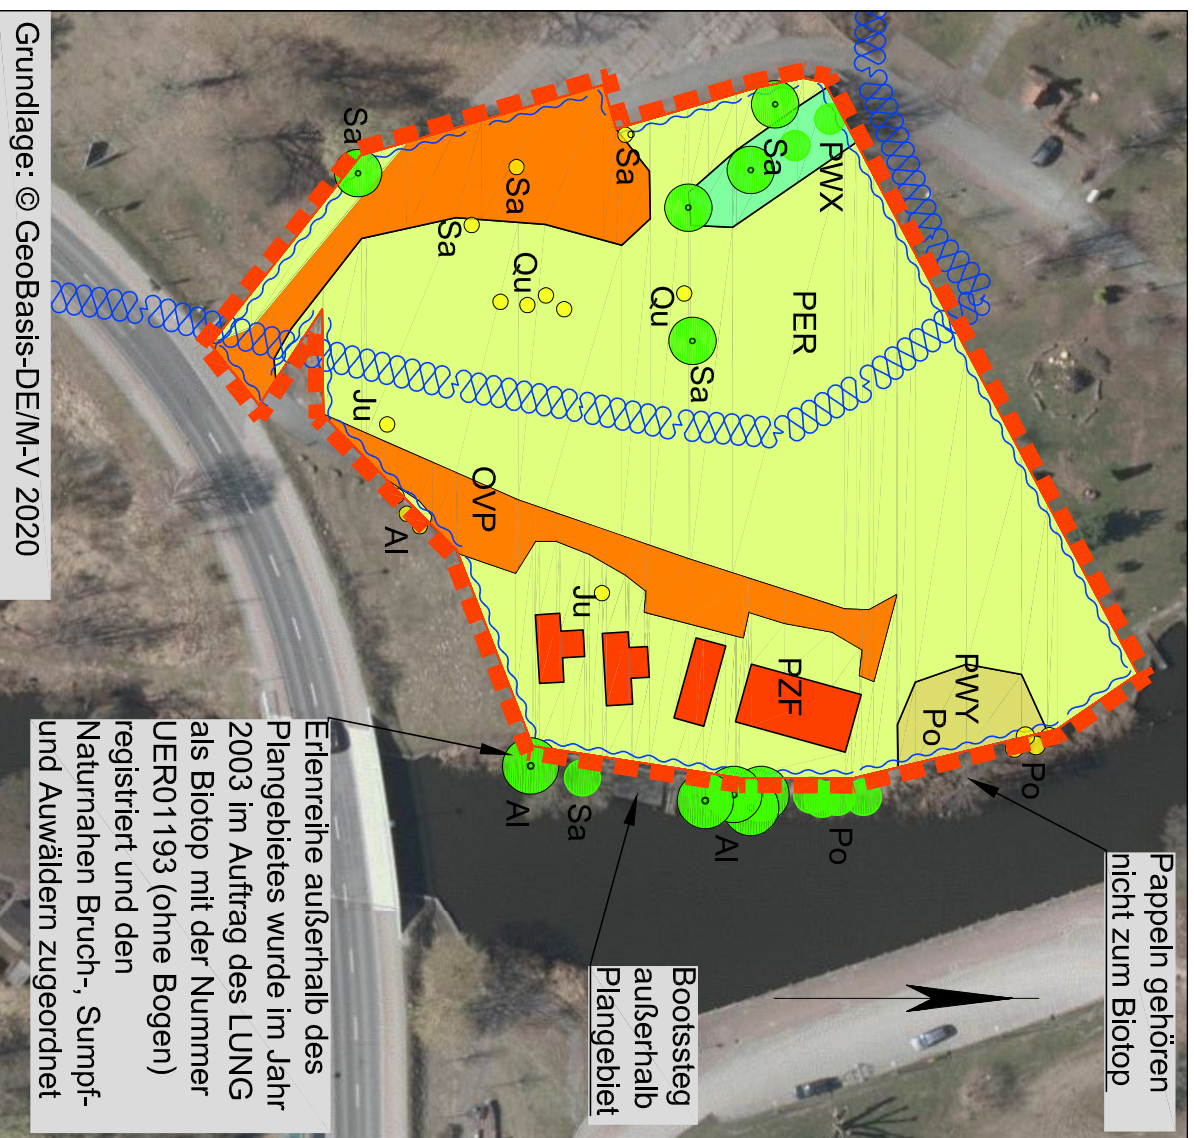 Pappeln gehören
nicht zum Biotop
PWX
Sa
PER
PWY
Po
Po
Sa
Qu
Sa
PZF
Po
Sa
Sa
Qu
OVP
Ju
Al
Sa
Sa
Ju
Al
Al
Bootssteg
außerhalb
Plangebiet
Erlenreihe außerhalb des
Plangebietes wurde im Jahr
2003 im Auftrag des LUNG
als Biotop mit der Nummer
UER01193 (ohne Bogen)
registriert und den
Naturnahen Bruch-, Sumpf-
und Auwäldern zugeordnet
Grundlage: © GeoBasis-DE/M-V 2020